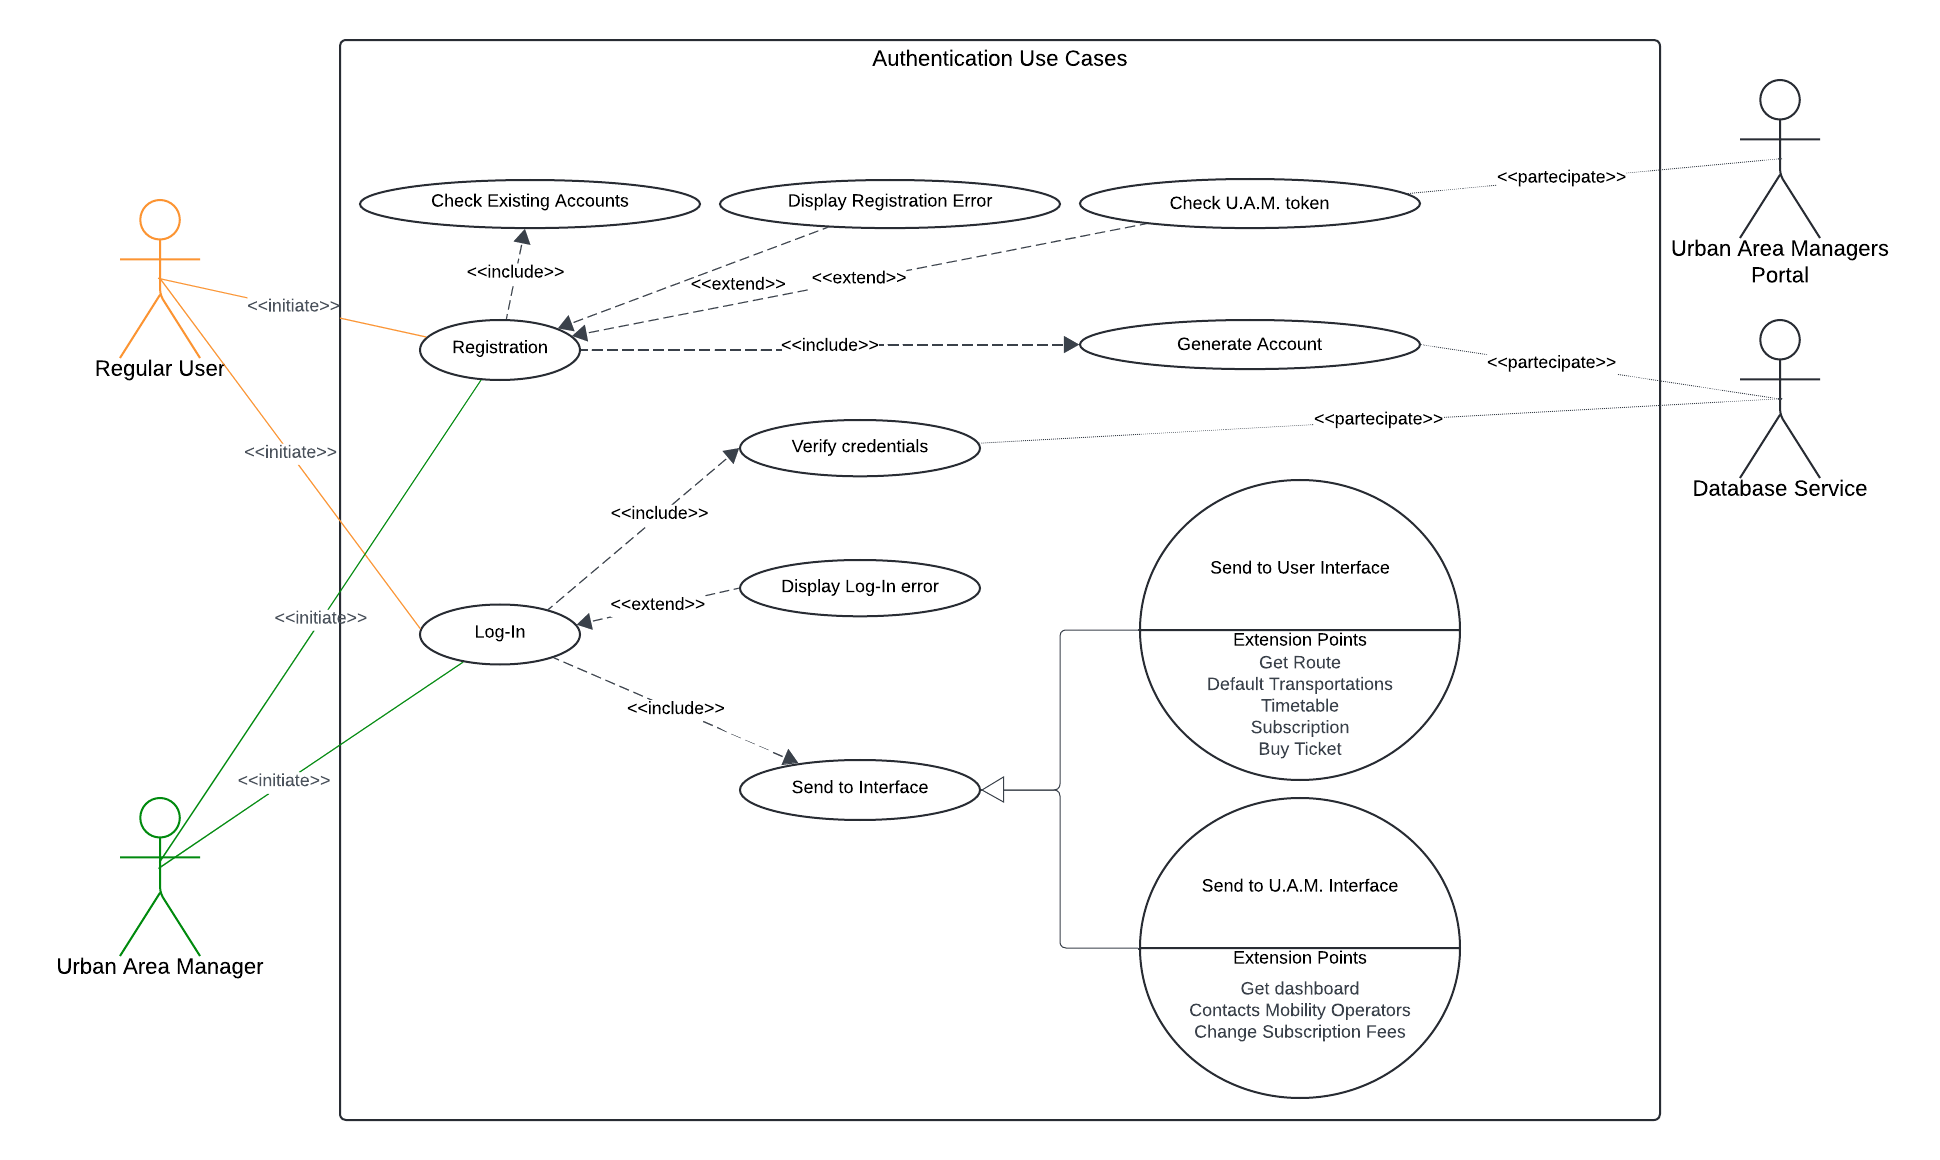 Authentication Use Cases
Check Existing Accounts
Display Registration Error
Check U.A.M. token
<<partecipate>>
Urban Area Managers
Portal
<<include>>
<<extend>>
<<extend>>
<<initiate>>
Regular User
Registration
<<include>>
Generate Account
<<partecipate>>
<<partecipate>>
Database Service
<<initiate>>
Verify credentials
<<include>>
Display Log-In error
<<extend>>
<<initiate>>
Log-In
<<include>>
<<initiate>>
Send to Interface
Urban Area Manager
Send to User Interface
Extension Points
Get Route
Default Transportations
Timetable
Subscription
Buy Ticket
Send to U.A.M. Interface
Extension Points
Get dashboard
Contacts Mobility Operators
Change Subscription Fees